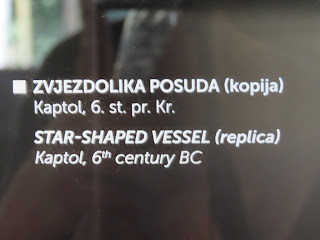 ZVJEZDOLIKA POSUDA (kopija)
Kaptol, 6. st. pr. Kr.
STAR-SHAPED VESSEL (replica)
Kaptol, 6th century BC